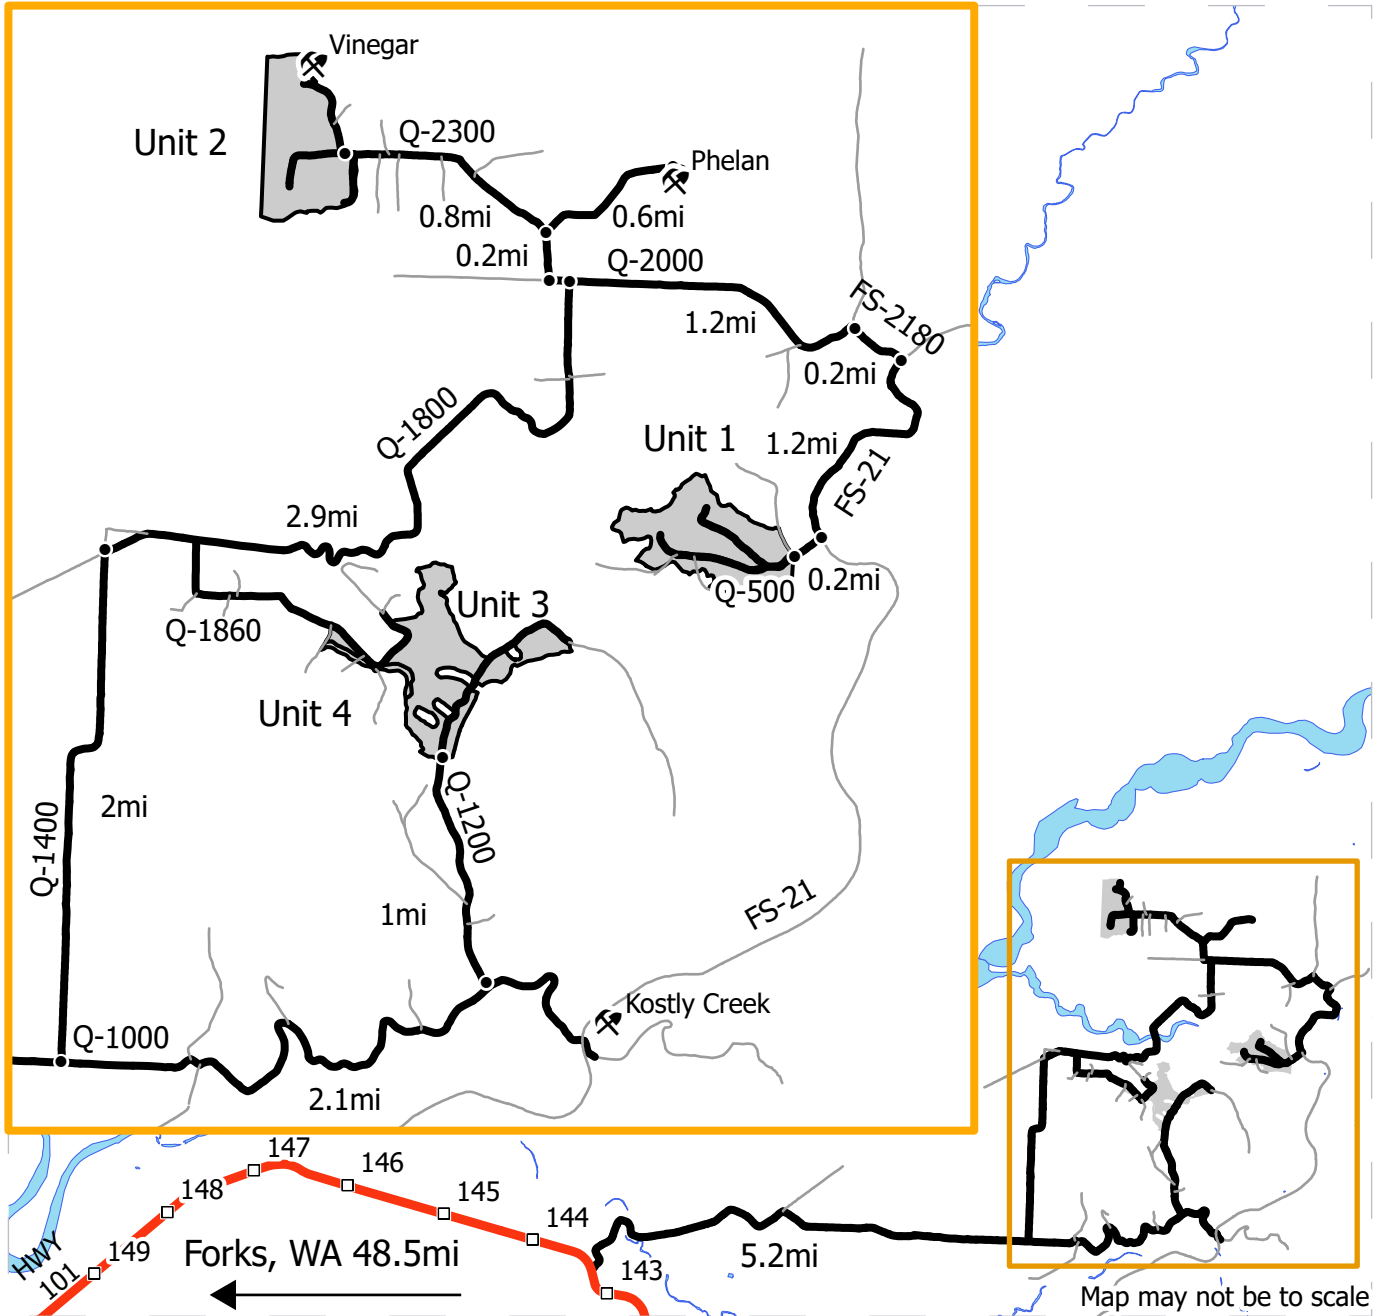 Vinegar
Unit 2
Q-2300
Phelan
0.8mi
0.6mi
0.2mi
Q-2000
FS-2180
1.2mi
0.2mi
Q-1800
Unit 1
1.2mi
FS-21
2.9mi
Q-500
0.2mi
Unit 3
Q-1860
Unit 4
Q-1200
2mi
Q-1400
1mi
FS-21
Kostly Creek
Q-1000
2.1mi
147
146
148
145
144
149
HWY
101
Forks, WA 48.5mi
143
5.2mi
Map may not be to scale